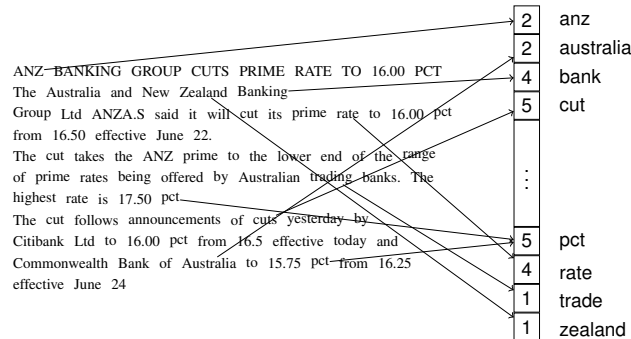 ANZ BANKING GROUP CUTS PRIME RATE TO 16.00 PCT
The Australia and New Zealand Banking
Group Ltd ANZA.S said it will cut its prime rate to 16.00 pct
from 16.50 effective June 22.
The cut takes the ANZ prime to the lower end of the range
of prime rates being offered by Australian trading banks. The
highest rate is 17.50 pct
The cut follows announcements of cuts yesterday by
Citibank Ltd to 16.00 pct from 16.5 effective today and
Commonwealth Bank of Australia to 15.75 pct from 16.25
effective June 24
2 anz
2 australia
4 bank
5 cut
⋮
5 pct
4 rate
1 trade
1 zealand